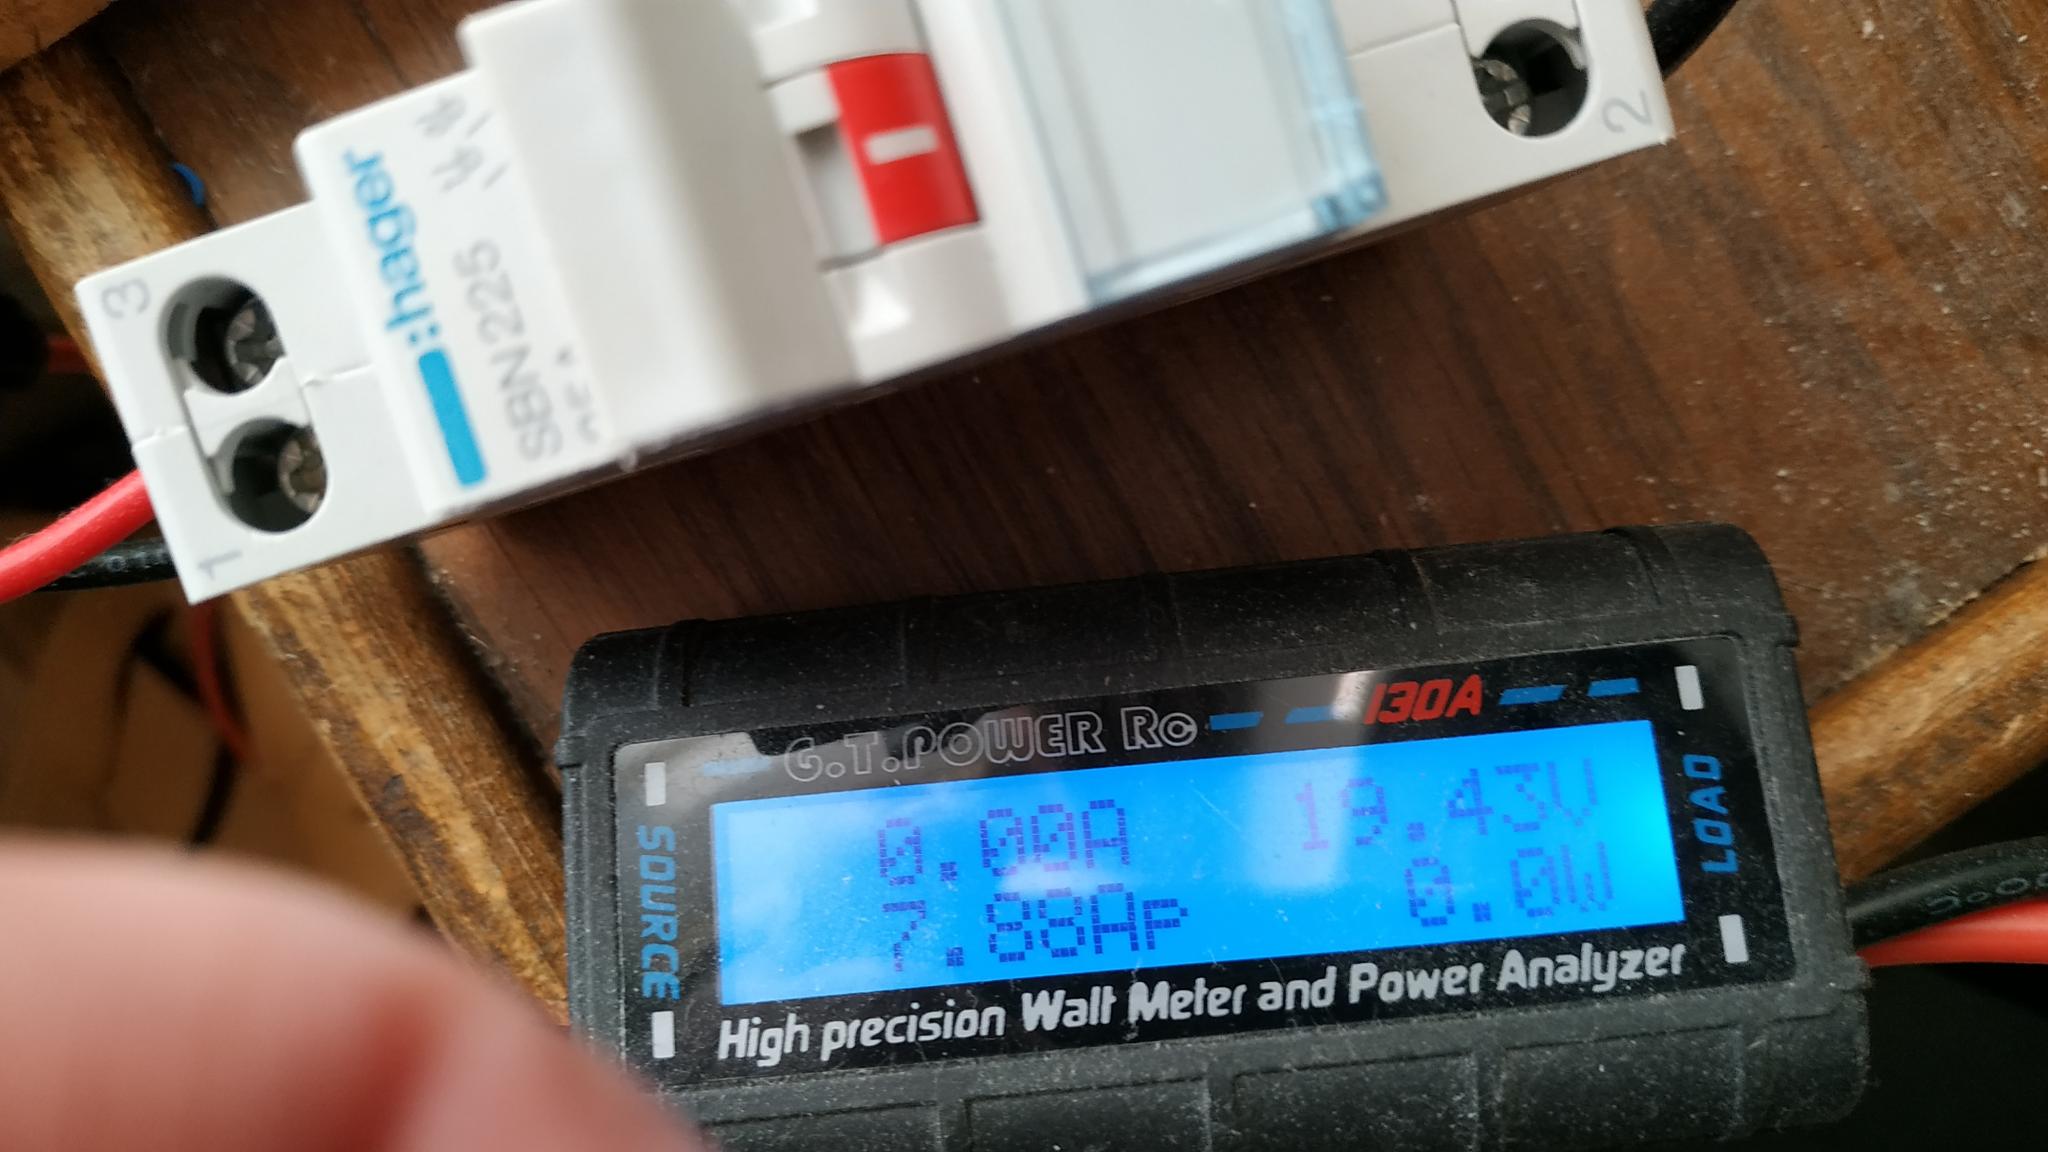 3
1
:hager
SBN225
2
G.T.POWER RC
130A
SOURCE
LOAD
0.00A 19.43V
7.88Ap 0.0W
High precision Watt Meter and Power Analyzer